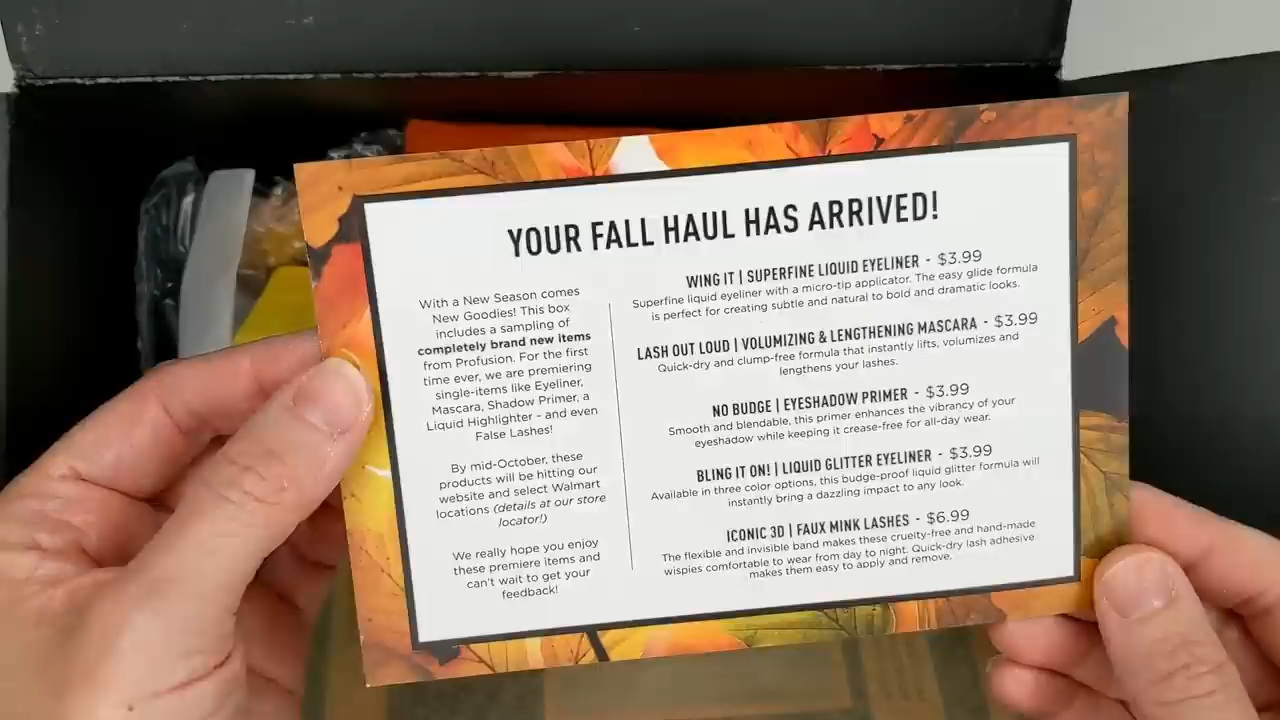 YOUR FALL HAUL HAS ARRIVED!
With a New Season comes
New Goodies! This box
includes a sampling of
completely brand new items
from Profusion. For the first
time ever, we are premiering
single-items like Eyeliner,
Mascara, Shadow Primer, a
Liquid Highlighter - and even
False Lashes!
By mid-October, these
products will be hitting our
website and select Walmart
locations (details at our store
locator!)
We really hope you enjoy
these premiere items and
can't wait to get your
feedback!
WING IT | SUPERFINE LIQUID EYELINER - $3.99
Superfine liquid eyeliner with a micro-tip applicator. The easy glide formula
is perfect for creating subtle and natural to bold and dramatic looks.
LASH OUT LOUD | VOLUMIZING & LENGTHENING MASCARA - $3.99
Quick-dry and clump-free formula that instantly lifts, volumizes and
lengthens your lashes.
NO BUDGE | EYESHADOW PRIMER - $3.99
Smooth and blendable, this primer enhances the vibrancy of your
eyeshadow while keeping it crease-free for all-day wear.
BLING IT ON! | LIQUID GLITTER EYELINER - $3.99
Available in three color options, this budge-proof liquid glitter formula will
instantly bring a dazzling impact to any look.
ICONIC 3D | FAUX MINK LASHES - $6.99
The flexible and invisible band makes these cruelty-free and hand-made
wispies comfortable to wear from day to night. Quick-dry lash adhesive
makes them easy to apply and remove.